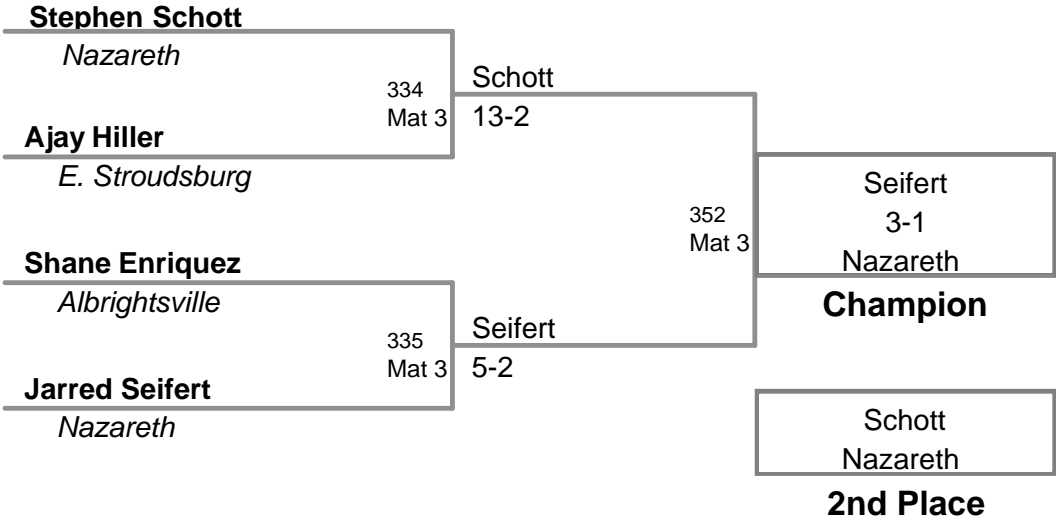 Stephen Schott
Nazareth
334
Mat 3
Schott
13-2
Ajay Hiller
E. Stroudsburg
352
Mat 3
Seifert
3-1
Nazareth
Champion
Shane Enriquez
Albrightsville
335
Mat 3
Seifert
5-2
Jarred Seifert
Nazareth
Schott
Nazareth
2nd Place